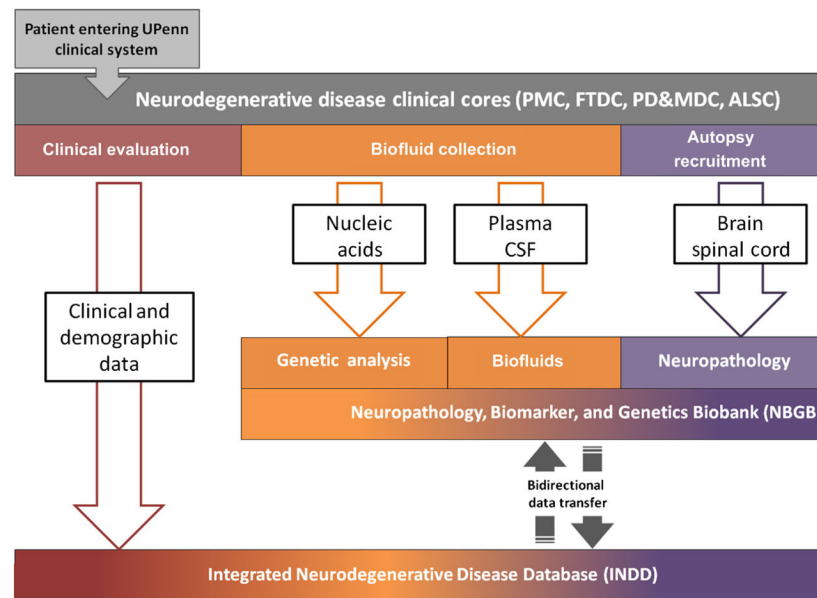 Patient entering UPenn
clinical system
Neurodegenerative disease clinical cores (PMC, FTDC, PD&MDC, ALSC)
Clinical evaluation
Biofluid collection
Autopsy
recruitment
Nucleic
acids
Plasma
CSF
Brain
spinal cord
Clinical and
demographic
data
Genetic analysis
Biofluids
Neuropathology
Neuropathology, Biomarker, and Genetics Biobank (NBGB
Bidirectional
data transfer
Integrated Neurodegenerative Disease Database (INDD)